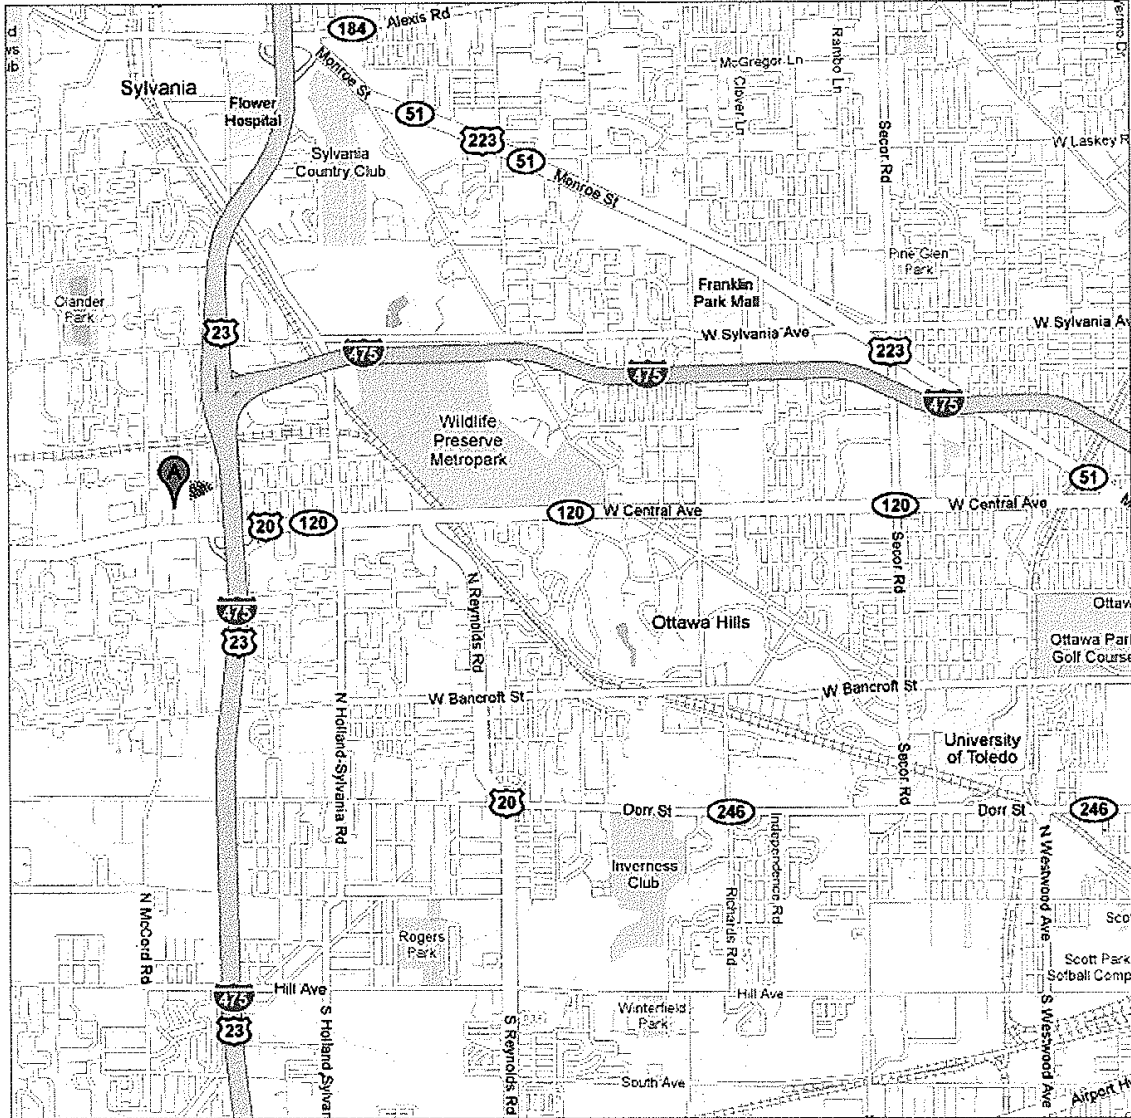 184
Alexis Rd
Monroe St
Sylvania
Flower
Hospital
51
223
51
Monroe St
Sylvania
Country Club
McGregor Ln
Clover Ln
Rambo Ln
Secor Rd
W Laskey R
Pine Glen
Park
Franklin
Park Mall
Olander
Park
23
W Sylvania Ave
W Sylvania Av
223
475
475
475
Wildlife
Preserve
Metropark
A
51
20
120
120
W Central Ave
120
W Central Ave
N Reynolds Rd
Secor Rd
475
23
Ottawa Hills
Ottaw
Ottawa Par
Golf Course
W Bancroft St
W Bancroft St
N Holland-Sylvania Rd
University
of Toledo
Secor Rd
20
Dorr St
246
Dorr St
246
Inverness
Club
Independence Rd
Richards Rd
N Westwood Ave
N McCord Rd
Rogers
Park
Sco
Scott Park
Softball Comp
475
Hill Ave
Hill Ave
23
S Holland Sylvan
Winterfield
Park
S Reynolds Rd
South Ave
S Westwood Ave
Airport H